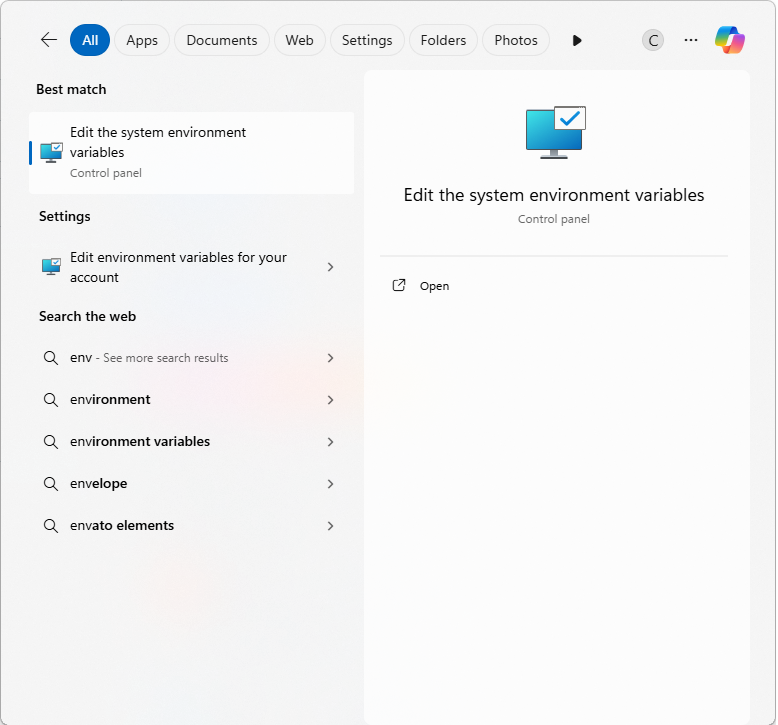 All
Apps
Documents
Web
Settings
Folders
Photos
C
Best match
Edit the system environment
variables
Control panel
Settings
Edit environment variables for your
account
Search the web
env - See more search results
environment
environment variables
envelope
envato elements
Edit the system environment variables
Control panel
Open